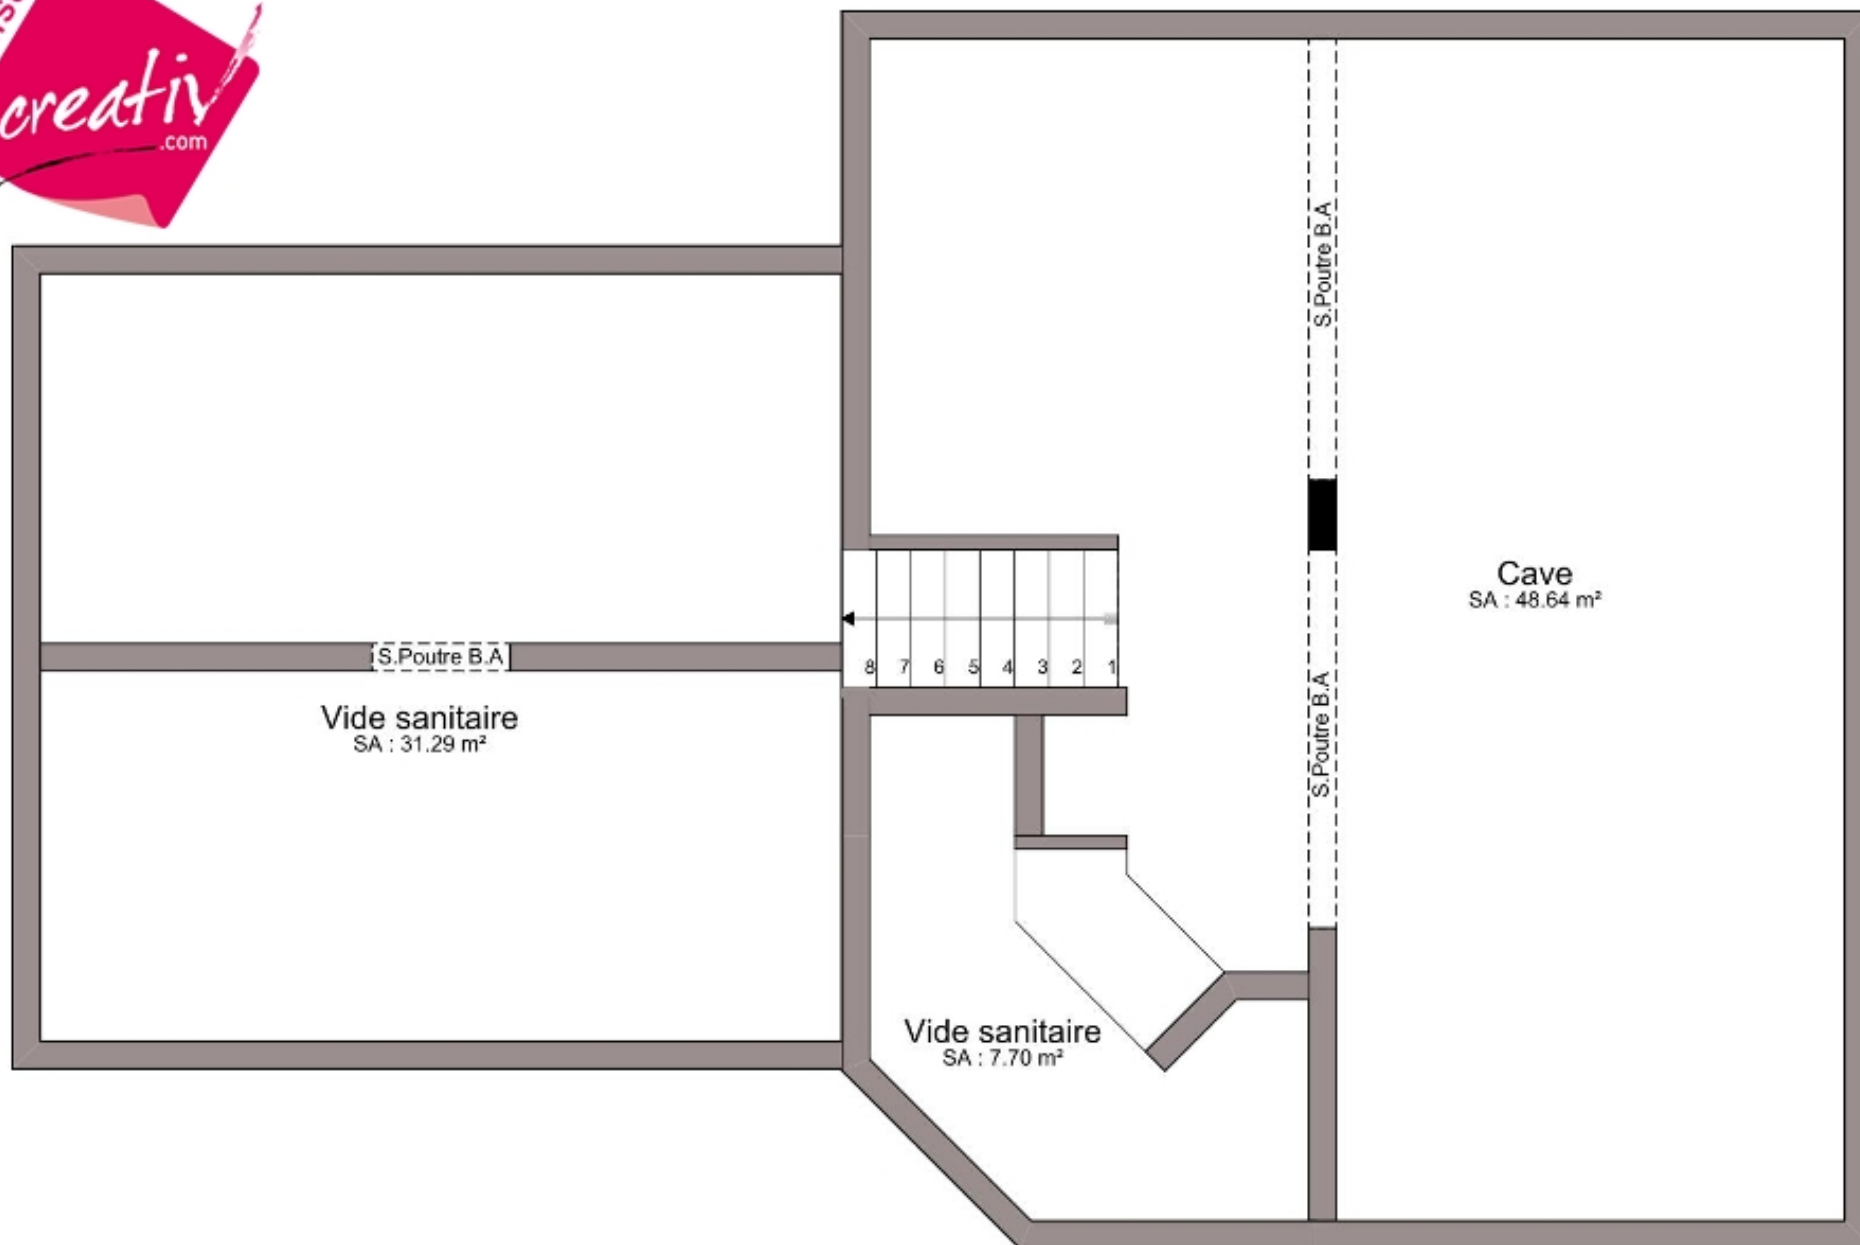 creativ
.com
S.Poutre B.A
Cave
SA : 48.64 m²
8 7 6 5 4 3 2 1
S.Poutre B.A
S.Poutre B.A
Vide sanitaire
SA : 31.29 m²
Vide sanitaire
SA : 7.70 m²